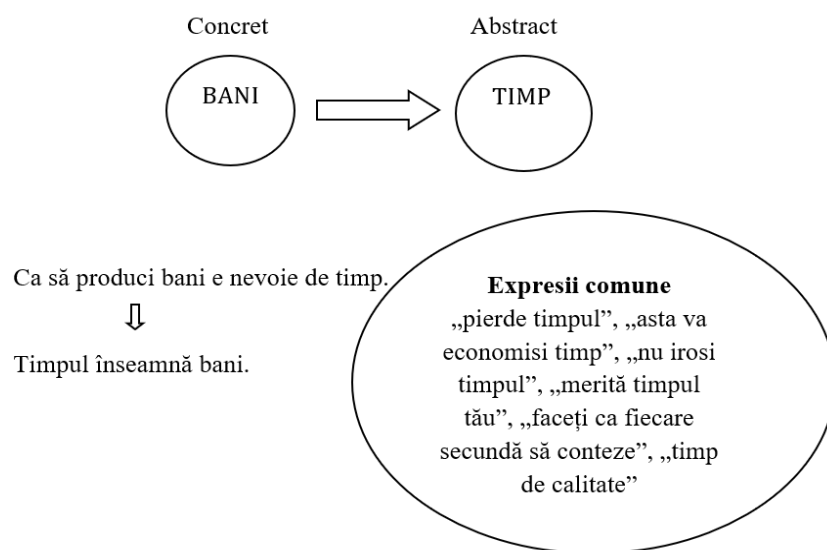 Concret
Abstract
BANI
TIMP
Ca să produci bani e nevoie de timp.
Timpul înseamnă bani.
Expresii comune
„pierde timpul”, „asta va
economisi timp”, „nu irosi
timpul”, „merită timpul
tău”, „faceți ca fiecare
secundă să conteze”, „timp
de calitate”